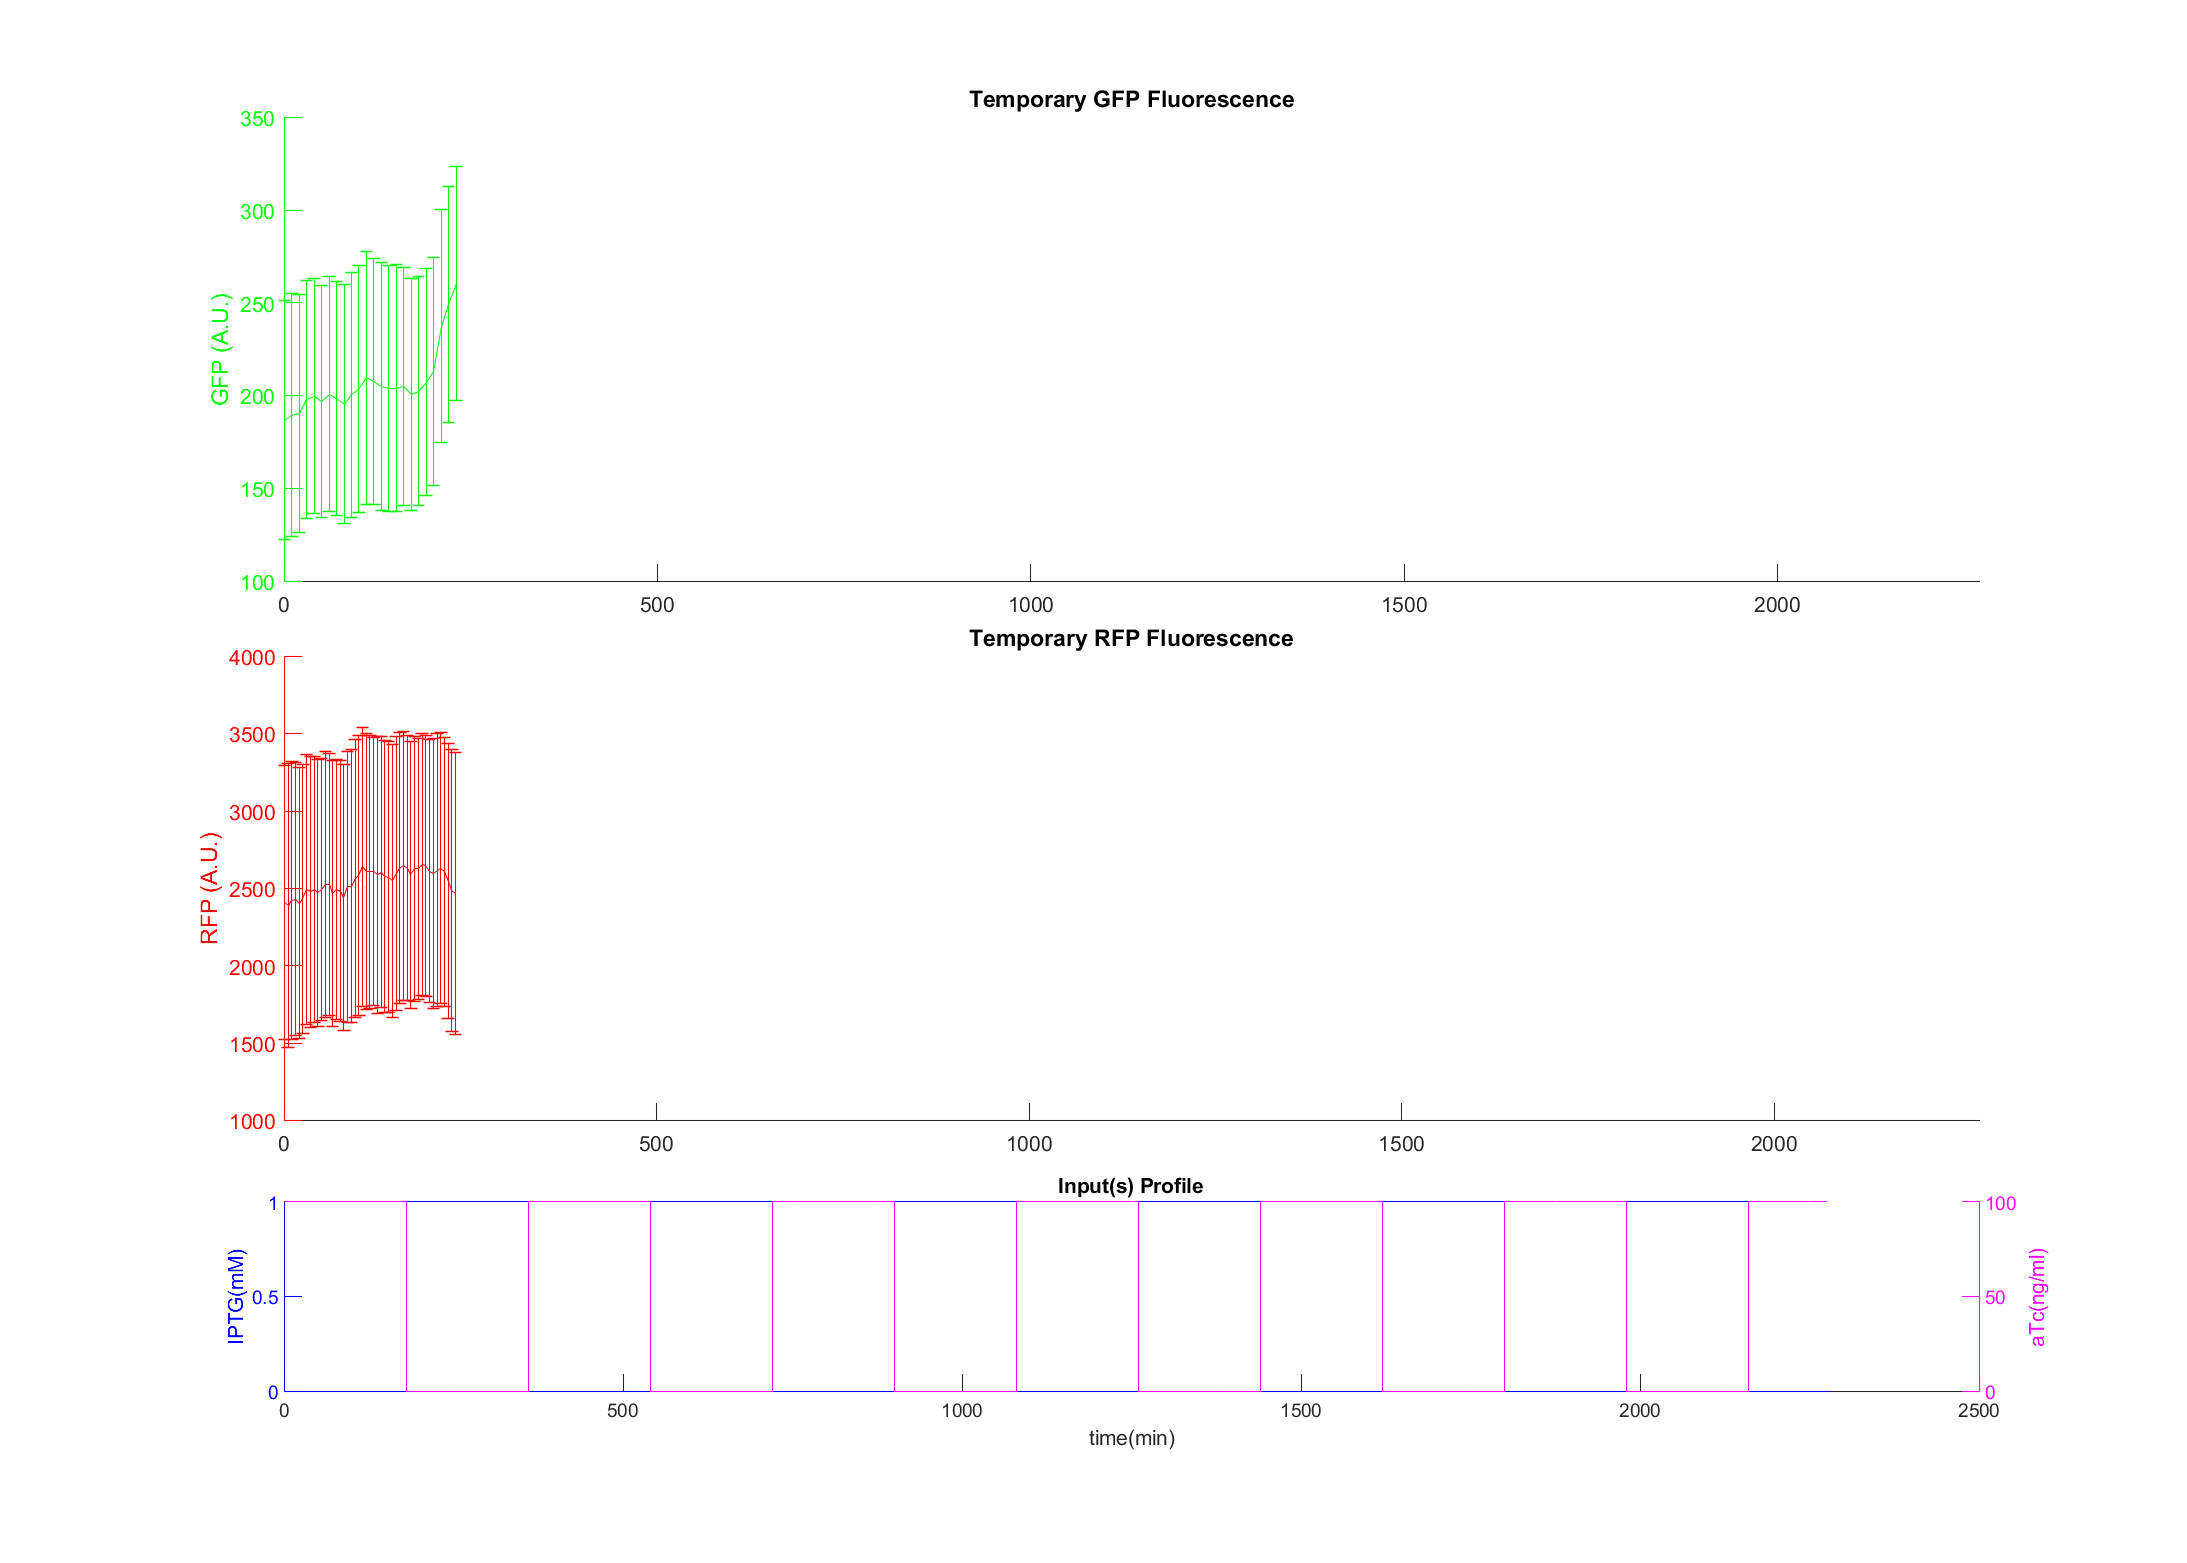 Temporary GFP Fluorescence
350
300
250
200
150
100
GFP (A.U.)
0 500 1000 1500 2000
Temporary RFP Fluorescence
4000
3500
3000
2500
2000
1500
1000
RFP (A.U.)
0 500 1000 1500 2000
Input(s) Profile
1
0.5
0
IPTG(mM)
100
50
0
aTc(ng/ml)
0 500 1000 1500 2000 2500
time(min)